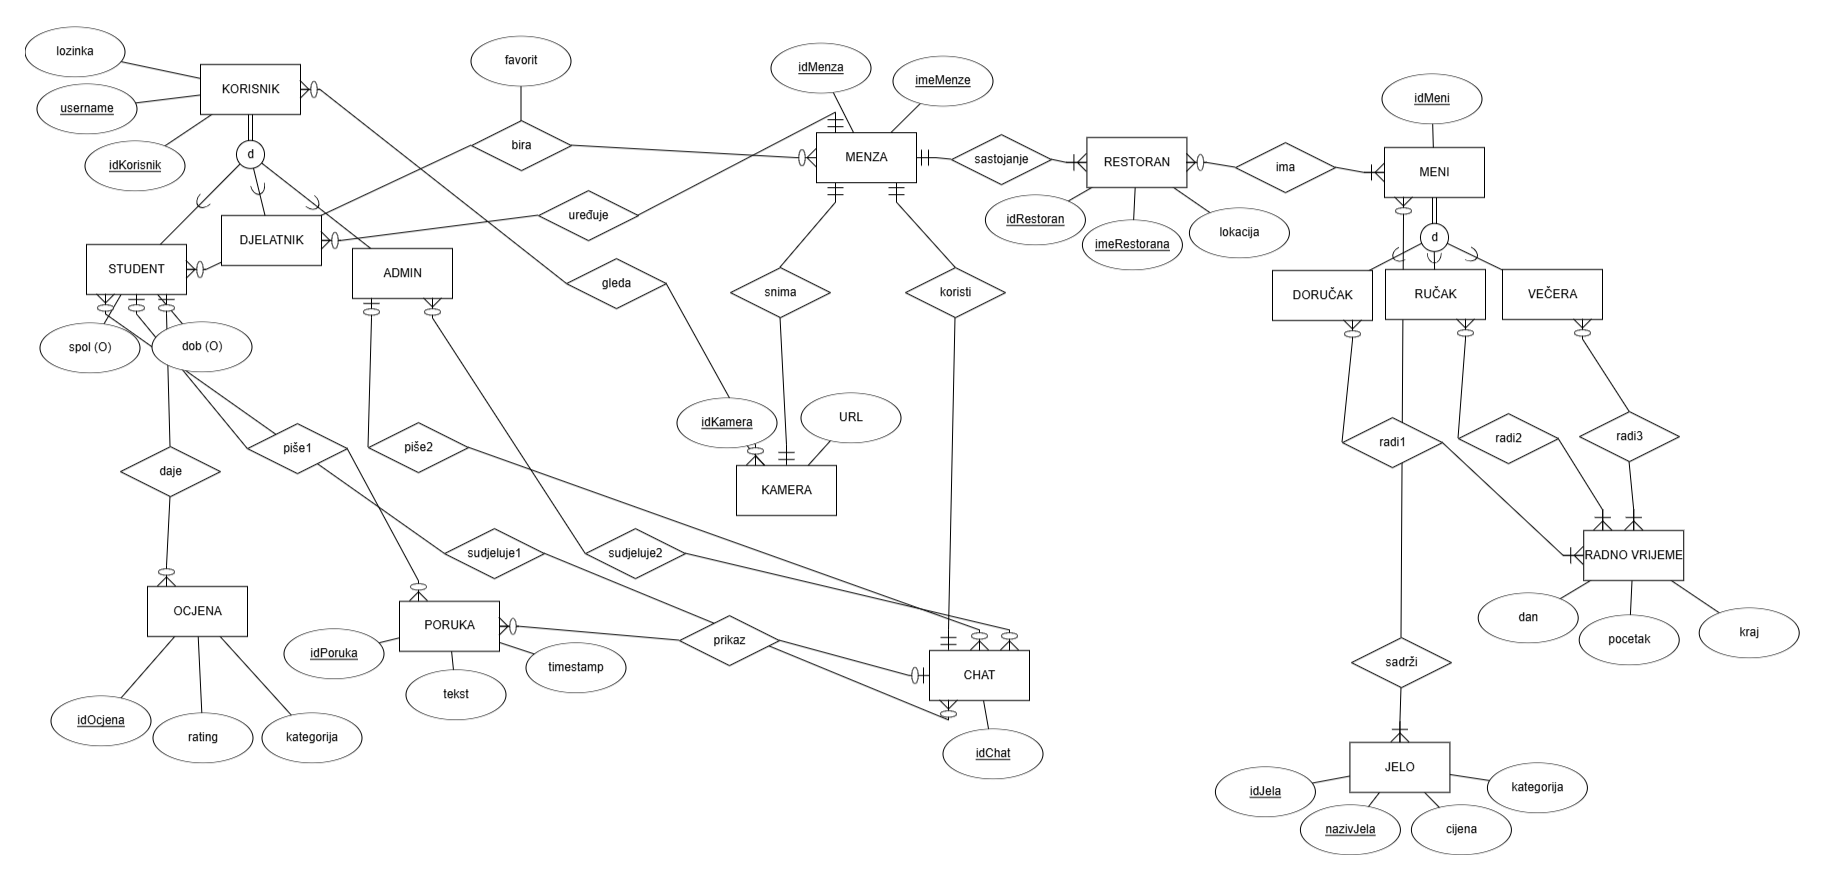 lozinka
KORISNIK
username
idKorisnik
d
favorit
bira
idMenza
imeMenze
MENZA
sastojanje
RESTORAN
idRestoran
imeRestorana
lokacija
ima
idMeni
MENI
d
DORUČAK
RUČAK
VEČERA
uređuje
DJELATNIK
STUDENT
ADMIN
gleda
snima
koristi
spol (O)
dob (O)
idKamera
URL
KAMERA
radi1
radi2
radi3
daje
piše1
piše2
sudjeluje1
sudjeluje2
RADNO VRIJEME
dan
pocetak
kraj
OCJENA
PORUKA
prikaz
idPoruka
tekst
timestamp
CHAT
idChat
sadrži
idOcjena
rating
kategorija
JELO
idJela
nazivJela
cijena
kategorija